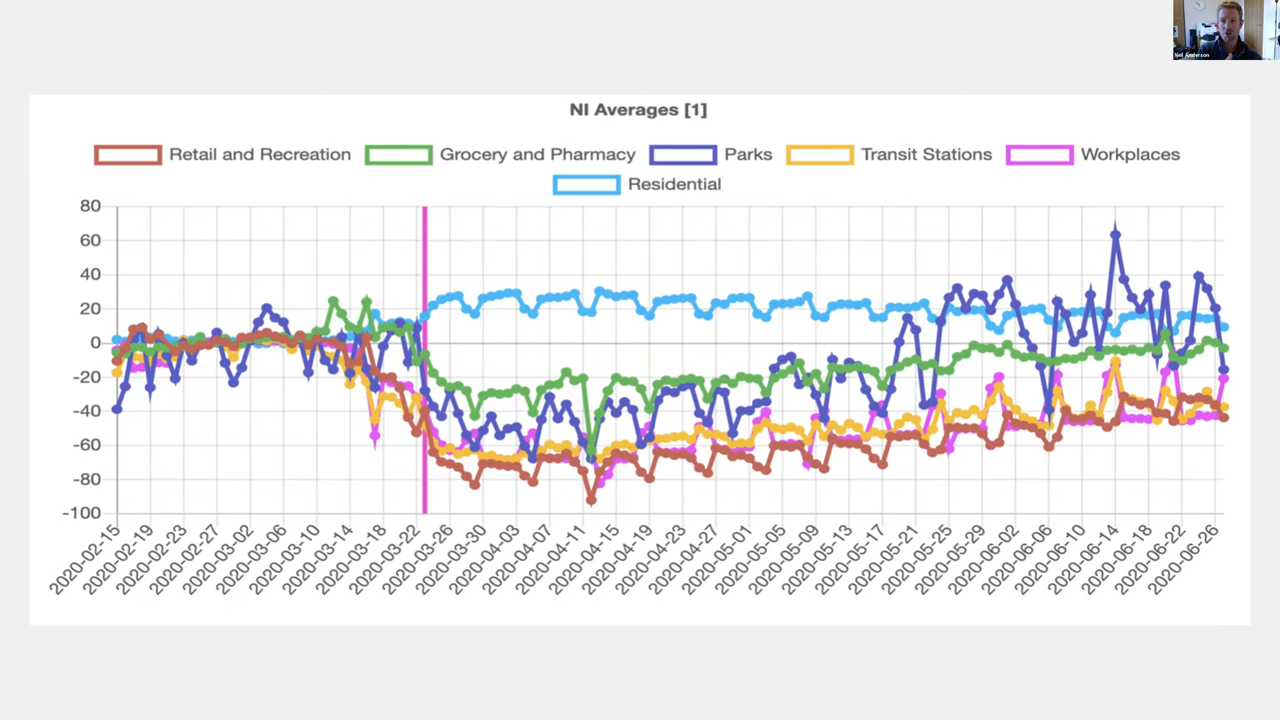 Neil Anderson
NI Averages [1]
Retail and Recreation Grocery and Pharmacy Parks Transit Stations Workplaces
Residential
80
60
40
20
0
-20
-40
-60
-80
-100
2020-02-15 2020-02-19 2020-02-23 2020-02-27 2020-03-02 2020-03-06 2020-03-10 2020-03-14 2020-03-18 2020-03-22 2020-03-26 2020-03-30 2020-04-03 2020-04-07 2020-04-11 2020-04-15 2020-04-19 2020-04-23 2020-04-27 2020-05-01 2020-05-05 2020-05-09 2020-05-13 2020-05-17 2020-05-21 2020-05-25 2020-05-29 2020-06-02 2020-06-06 2020-06-10 2020-06-14 2020-06-18 2020-06-22 2020-06-26